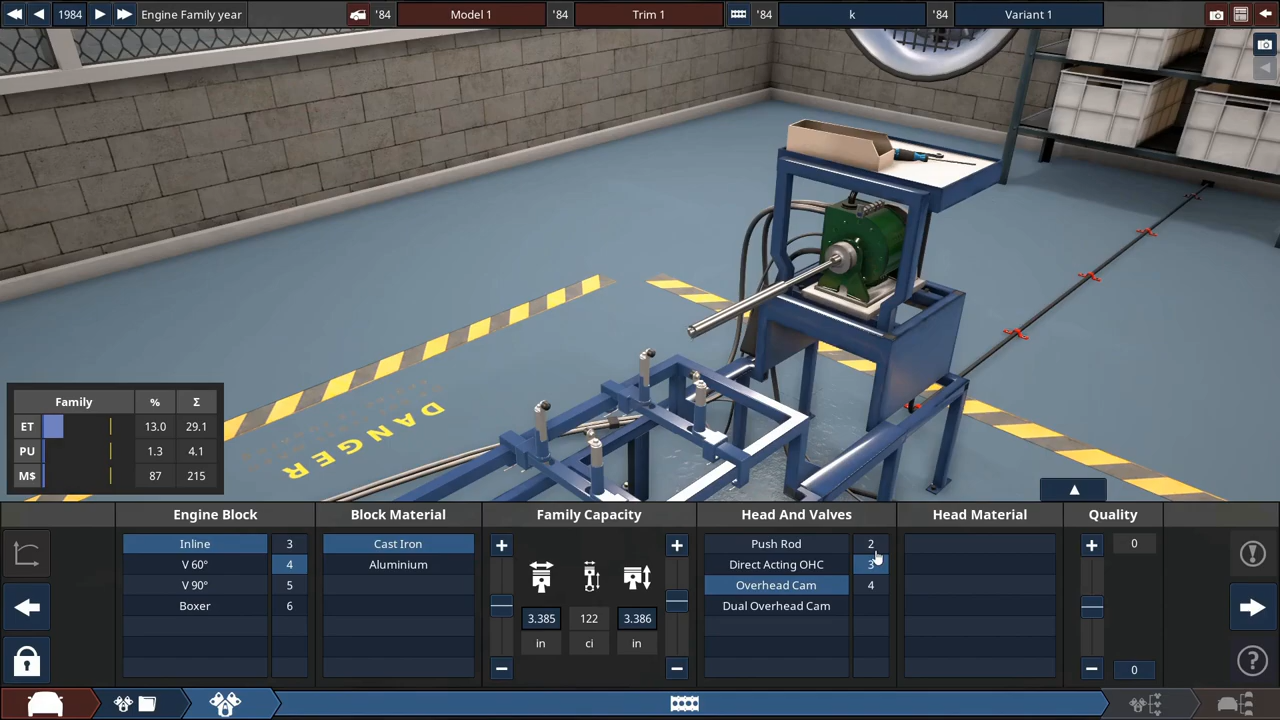 1984 Engine Family year '84 Model 1 '84 Trim 1 '84 k '84 Variant 1
DANGER
Family % Σ
ET 13.0 29.1
PU 1.3 4.1
M$ 87 215
Engine Block Block Material Family Capacity Head And Valves Head Material Quality
Inline 3 Cast Iron Push Rod 2 0
V 60° 4 Aluminium Direct Acting OHC 3
V 90° 5 Overhead Cam 4
Boxer 6 Dual Overhead Cam
3.385 122 3.386
in ci in
0